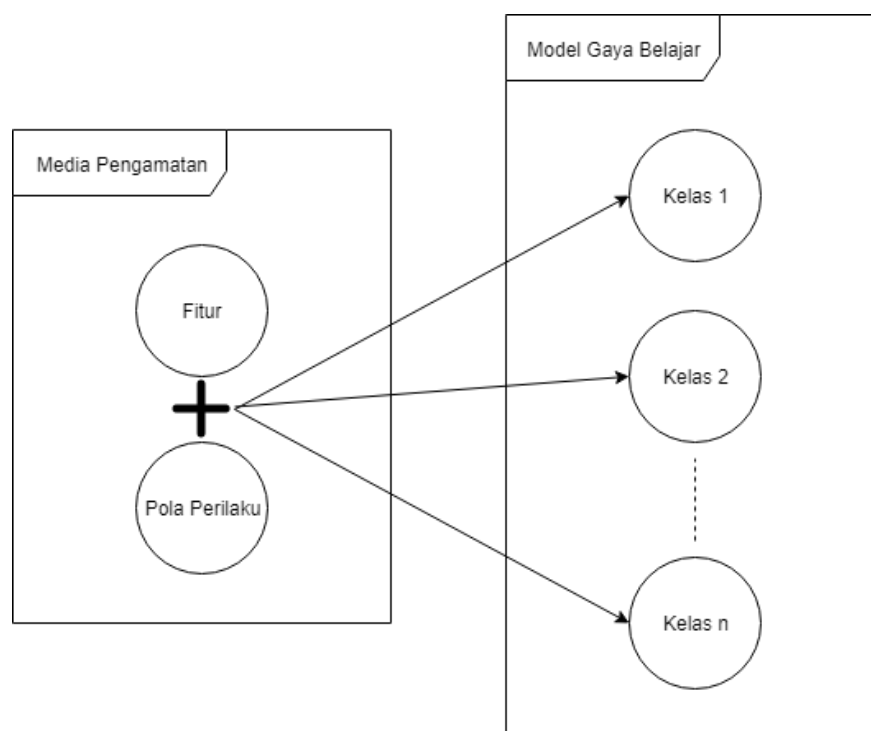 Model Gaya Belajar
Media Pengamatan
Kelas 1
Fitur
Kelas 2
Pola Perilaku
Kelas n